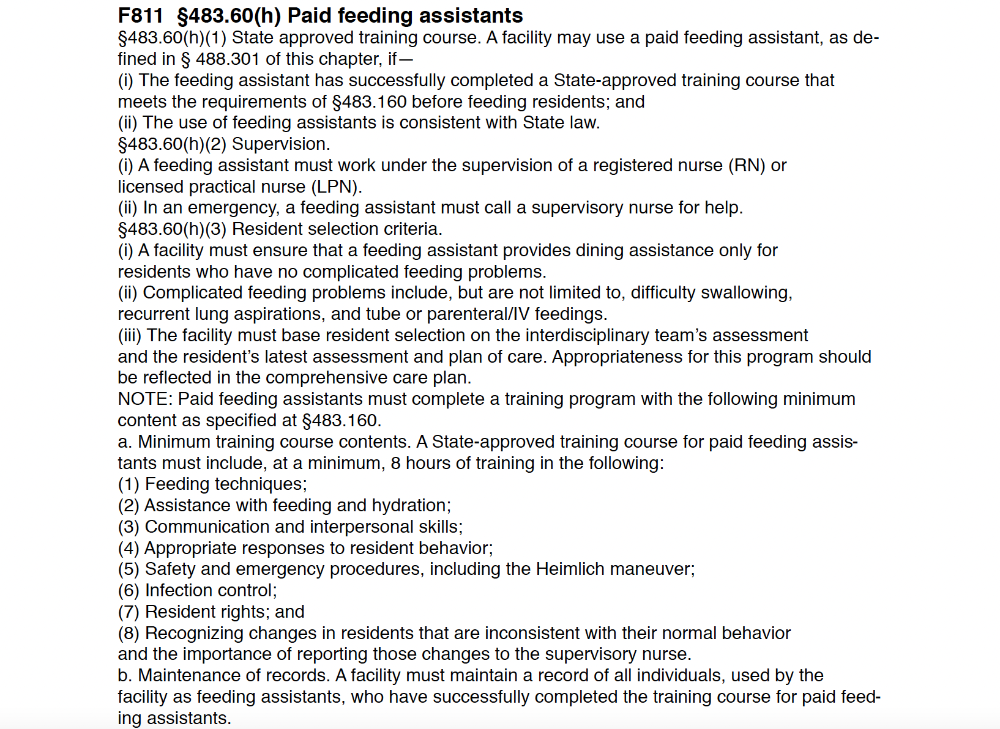 F811  §483.60(h) Paid feeding assistants
§483.60(h)(1) State approved training course. A facility may use a paid feeding assistant, as de-
fined in § 488.301 of this chapter, if—
(i) The feeding assistant has successfully completed a State-approved training course that
meets the requirements of §483.160 before feeding residents; and
(ii) The use of feeding assistants is consistent with State law.
§483.60(h)(2) Supervision.
(i) A feeding assistant must work under the supervision of a registered nurse (RN) or
licensed practical nurse (LPN).
(ii) In an emergency, a feeding assistant must call a supervisory nurse for help.
§483.60(h)(3) Resident selection criteria.
(i) A facility must ensure that a feeding assistant provides dining assistance only for
residents who have no complicated feeding problems.
(ii) Complicated feeding problems include, but are not limited to, difficulty swallowing,
recurrent lung aspirations, and tube or parenteral/IV feedings.
(iii) The facility must base resident selection on the interdisciplinary team’s assessment
and the resident’s latest assessment and plan of care. Appropriateness for this program should
be reflected in the comprehensive care plan.
NOTE: Paid feeding assistants must complete a training program with the following minimum
content as specified at §483.160.
a. Minimum training course contents. A State-approved training course for paid feeding assis-
tants must include, at a minimum, 8 hours of training in the following:
(1) Feeding techniques;
(2) Assistance with feeding and hydration;
(3) Communication and interpersonal skills;
(4) Appropriate responses to resident behavior;
(5) Safety and emergency procedures, including the Heimlich maneuver;
(6) Infection control;
(7) Resident rights; and
(8) Recognizing changes in residents that are inconsistent with their normal behavior
and the importance of reporting those changes to the supervisory nurse.
b. Maintenance of records. A facility must maintain a record of all individuals, used by the
facility as feeding assistants, who have successfully completed the training course for paid feed-
ing assistants.